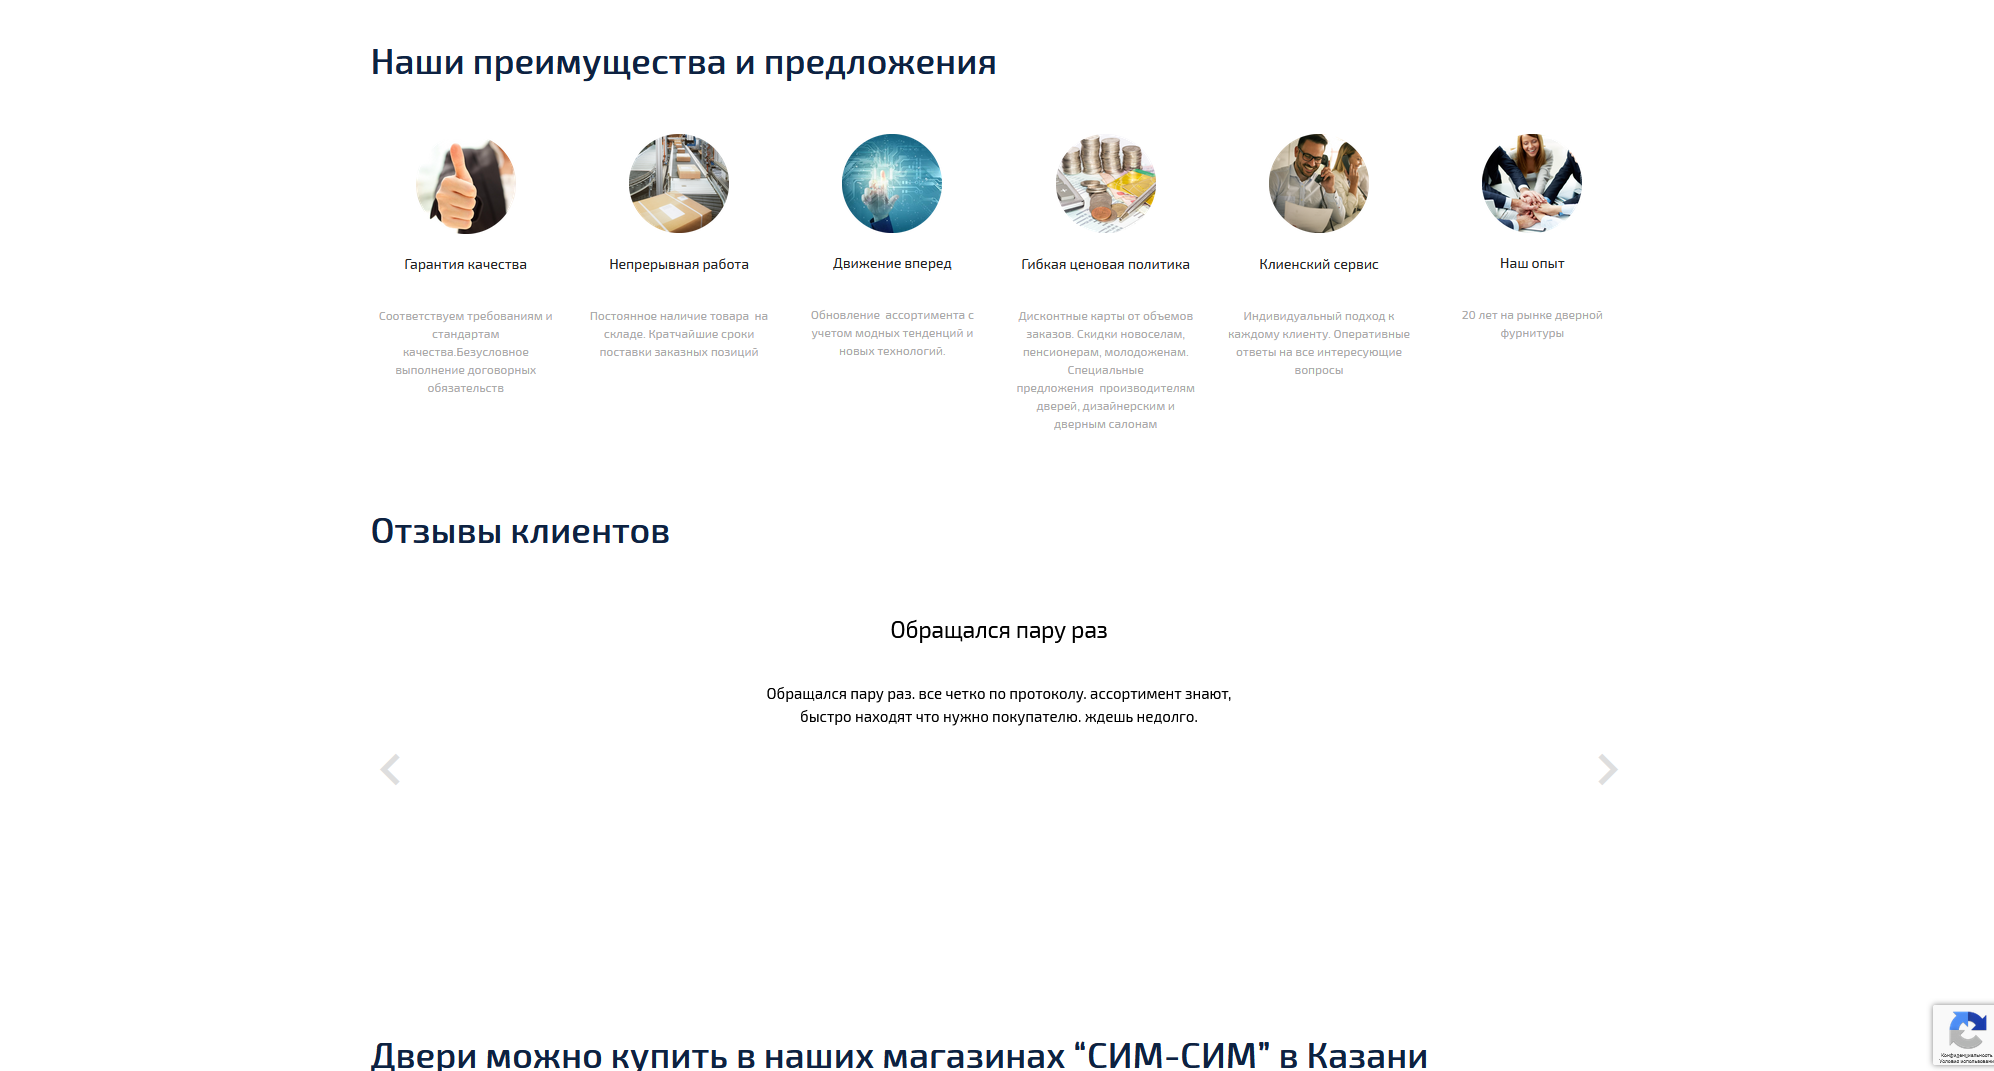 Наши преимущества и предложения
Гарантия качества
Соответствуем требованиям и
стандартам
качества.Безусловное
выполнение договорных
обязательств
Непрерывная работа
Постоянное наличие товара  на
складе. Кратчайшие сроки
поставки заказных позиций
Движение вперед
Обновление  ассортимента с
учетом модных тенденций и
новых технологий.
Гибкая ценовая политика
Дисконтные карты от объемов
заказов. Скидки новоселам,
пенсионерам, молодоженам.
Специальные
предложения  производителям
дверей, дизайнерским и
дверным салонам
Клиенский сервис
Индивидуальный подход к
каждому клиенту. Оперативные
ответы на все интересующие
вопросы
Наш опыт
20 лет на рынке дверной
фурнитуры
Отзывы клиентов
Обращался пару раз
Обращался пару раз. все четко по протоколу. ассортимент знают,
быстро находят что нужно покупателю. ждешь недолго.
Двери можно купить в наших магазинах “СИМ-СИМ” в Казани
Конфиденциальность
Условия использовани